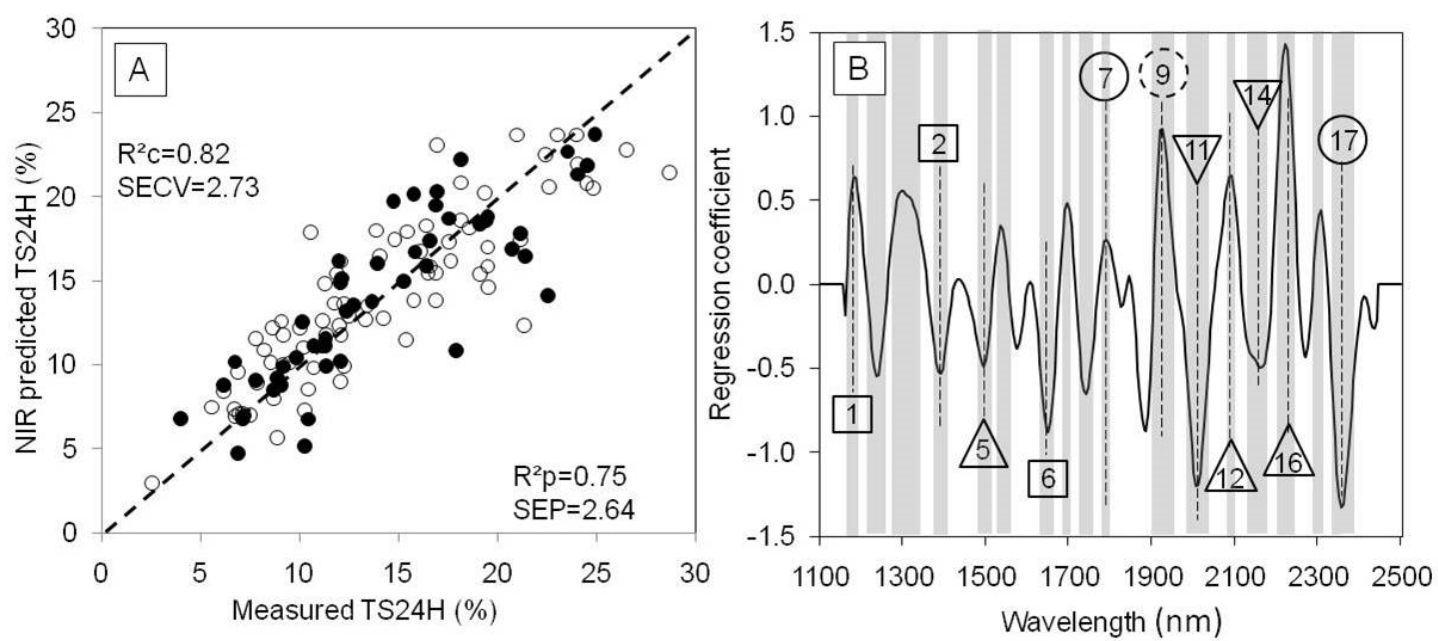 A
R²c=0.82
SECV=2.73
R²p=0.75
SEP=2.64
NIR predicted TS24H (%)
30
25
20
15
10
5
0
0 5 10 15 20 25 30
Measured TS24H (%)
B
Regression coefficient
1.5
1.0
0.5
0.0
-0.5
-1.0
-1.5
7 9 14
2 11 17
1
5
6 12 16
1100 1300 1500 1700 1900 2100 2300 2500
Wavelength (nm)